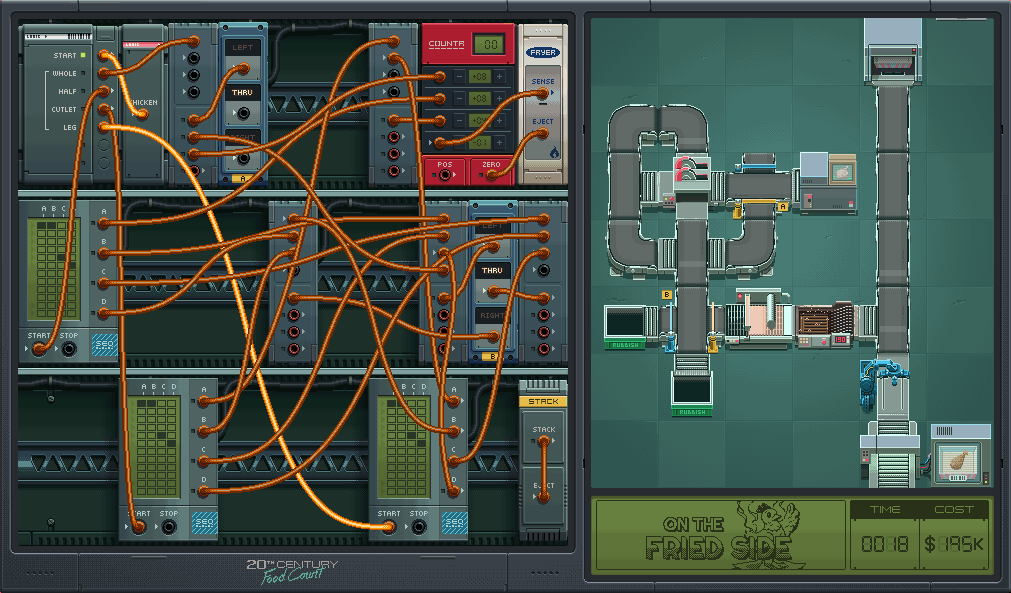 LOGIC
START
WHOLE
HALF
CUTLET
LEG
CHICKEN
LEFT
THRU
RIGHT
A
COUNTR
00
+08
+08
POS
ZERO
FRYER
SENSE
EJECT
A B C
A
B
C
D
START STOP
SEQ
LEFT
THRU
RIGHT
B
A B C D
A
B
C
D
START STOP
SEQ
B C D
A
B
C
D
START STOP
SEQ
STACK
STACK
EJECT
20TH CENTURY
Food Court
A
B
RUBBISH
RUBBISH
ON THE
FRIED SIDE
TIME
0018
COST
$195K